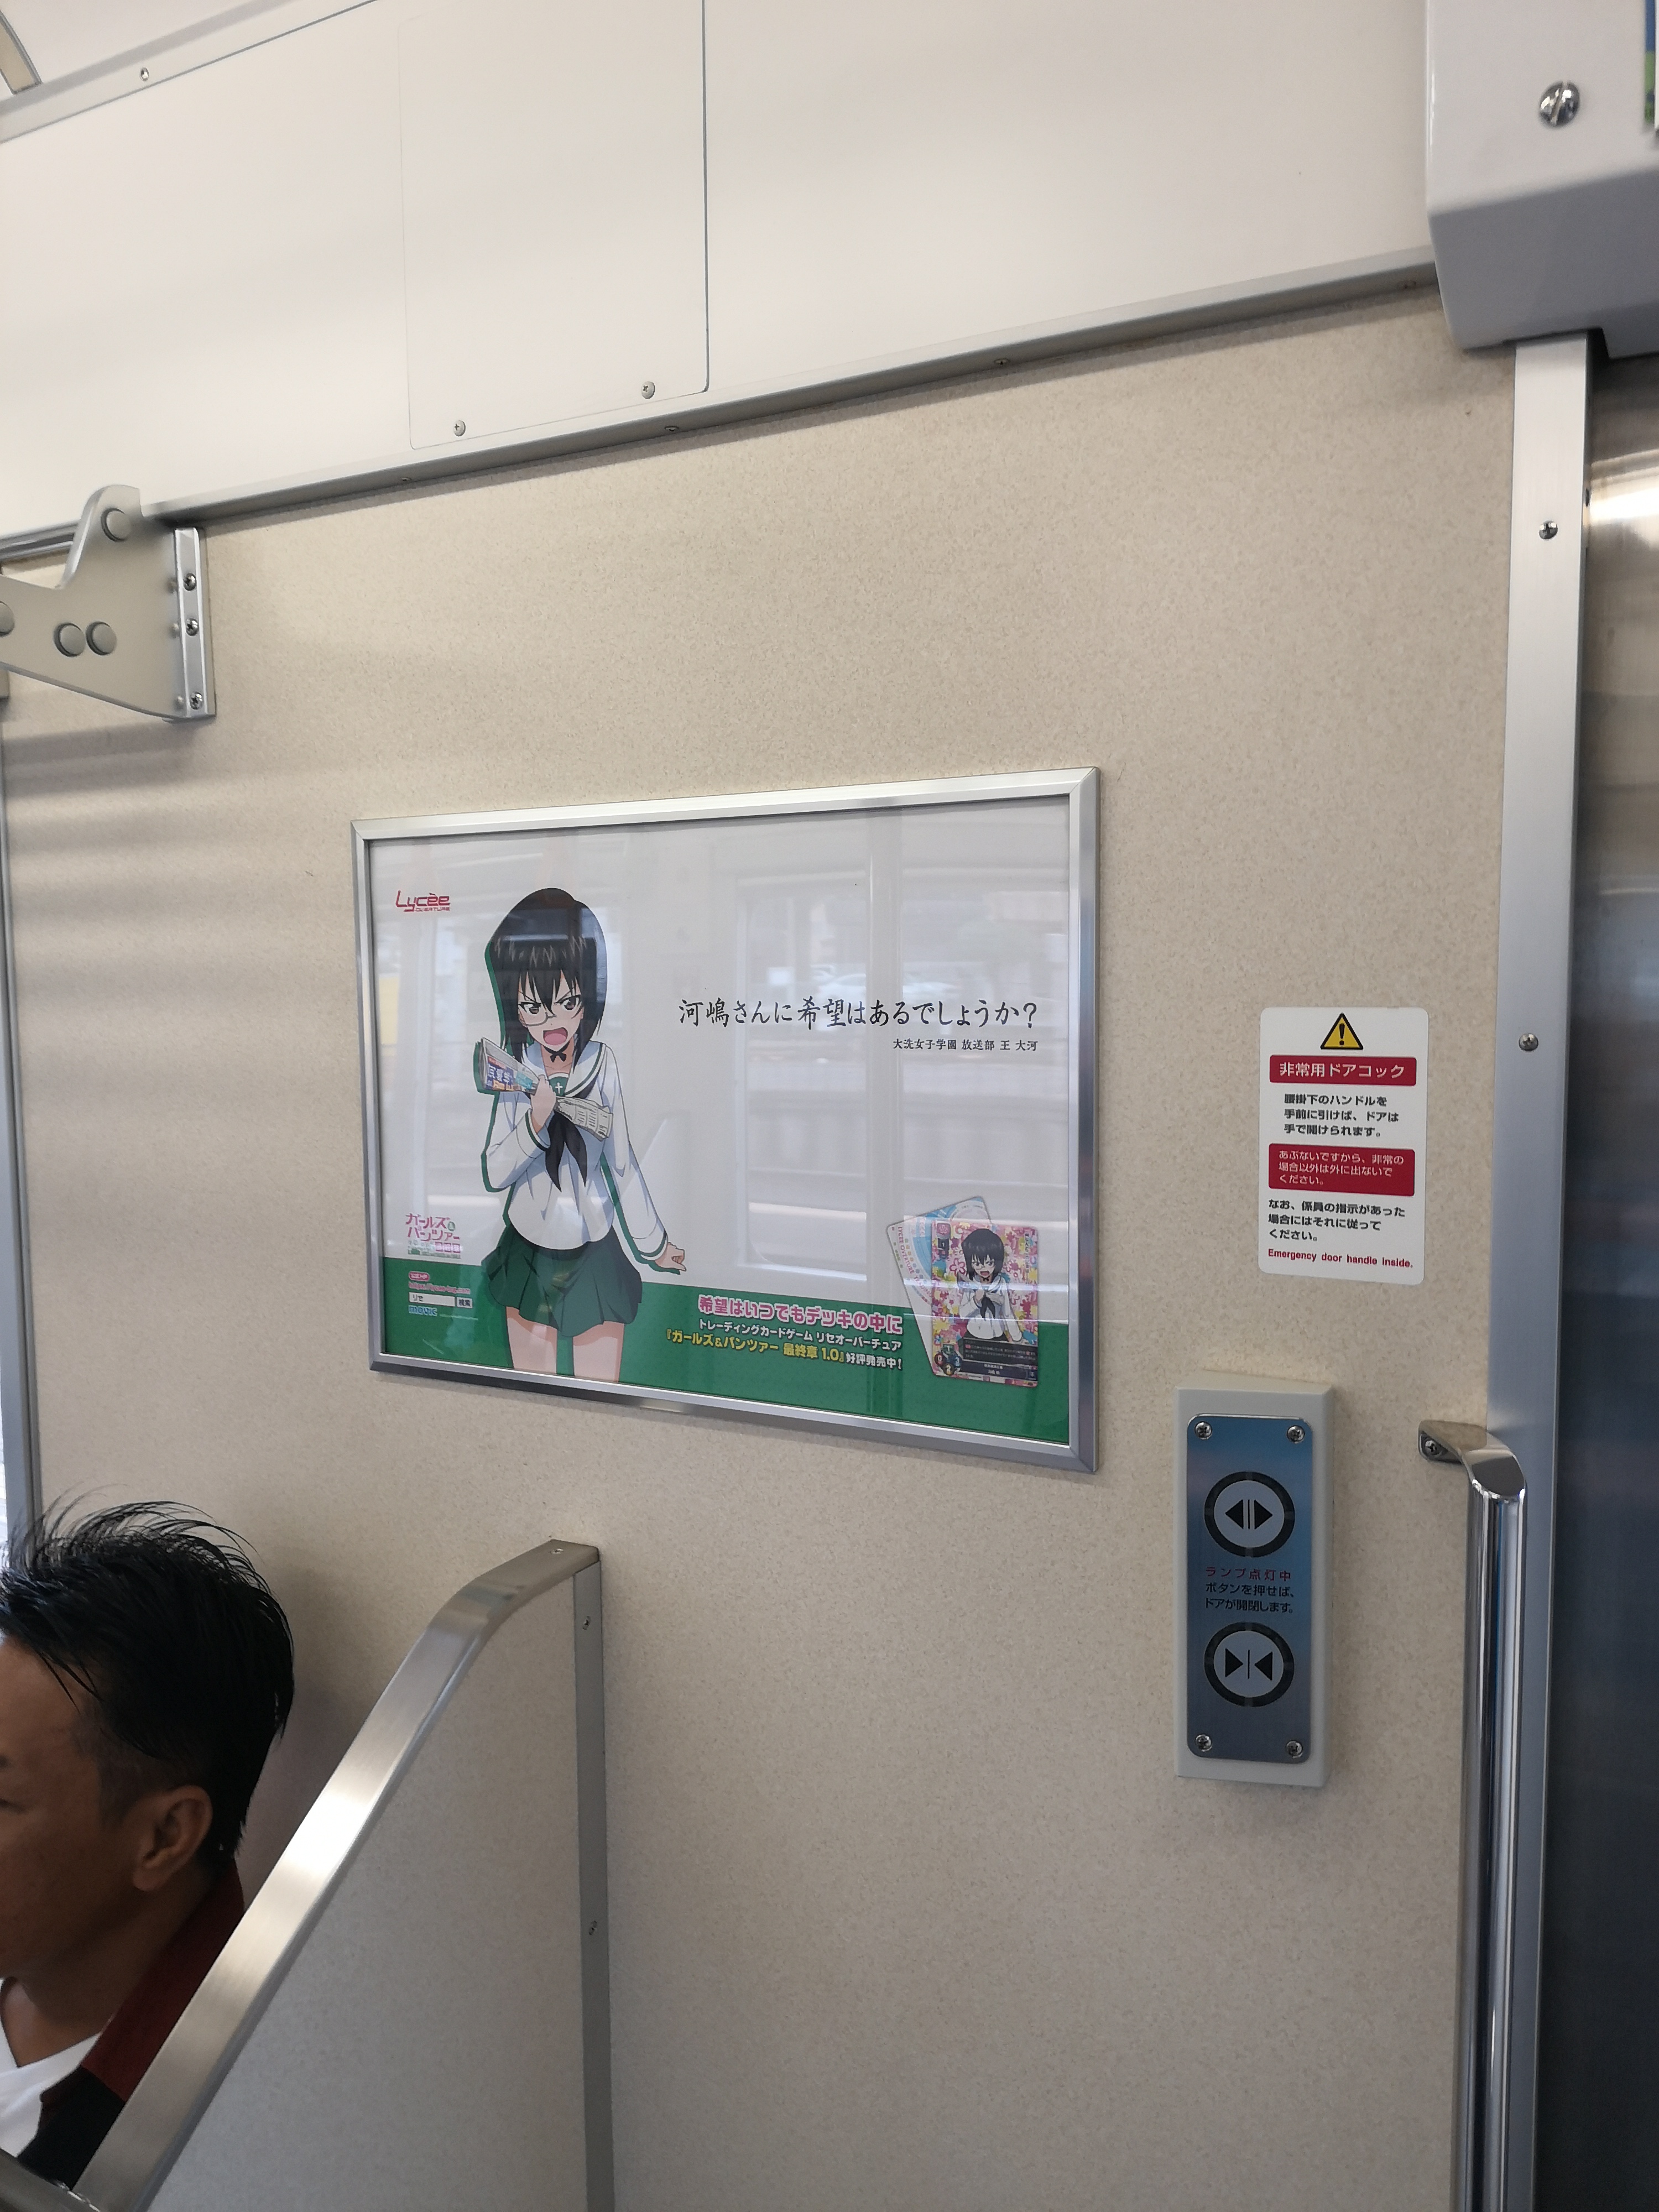 Lycèe
OVERTURE
河嶋さんに希望はあるでしょうか?
大洗女子学園 放送部 王 大河
ガールズ&
パンツァー
最終章
リセ 検索
movic
希望はいつでもデッキの中に
トレーディングカードゲーム リセオーバーチュア
『ガールズ&パンツァー 最終章 1.0』好評発売中!
非常用ドアコック
腰掛下のハンドルを
手前に引けば、ドアは
手で開けられます。
あぶないですから、非常の
場合以外は外に出ないで
ください。
なお、係員の指示があった
場合にはそれに従って
ください。
Emergency door handle inside.
ランプ点灯中
ボタンを押せば、
ドアが開閉します。